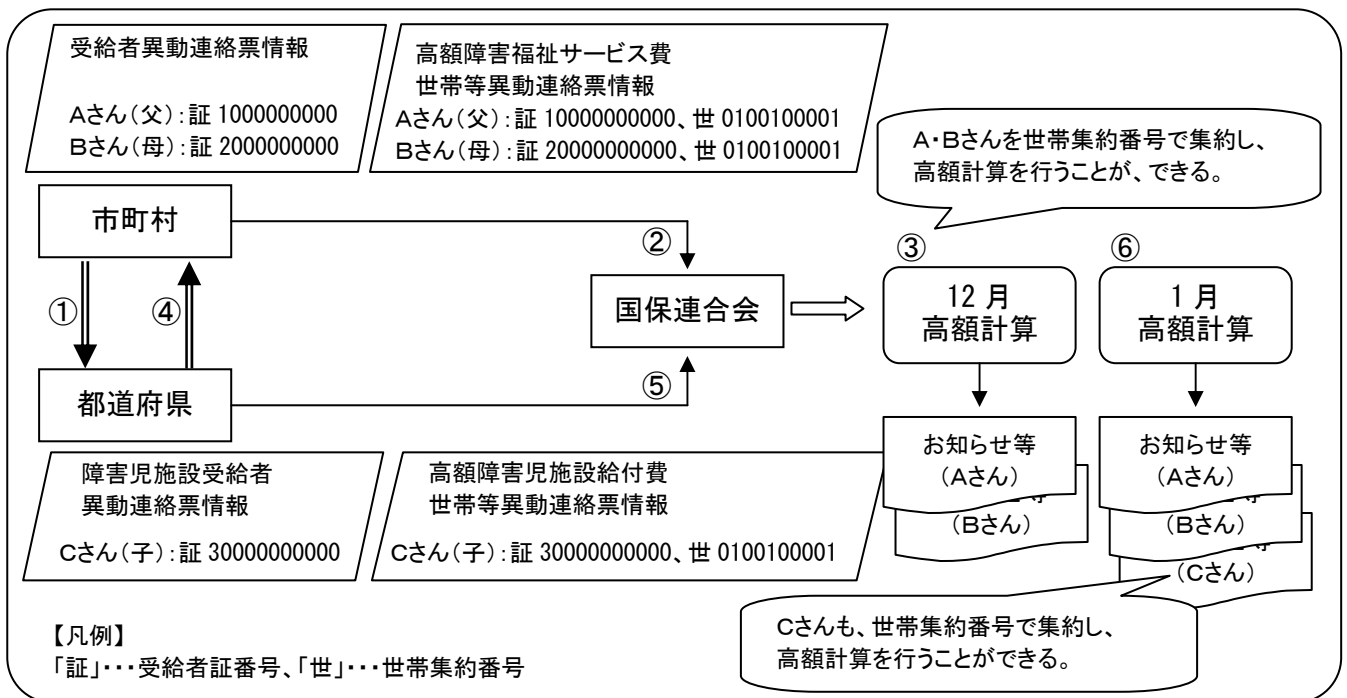 受給者異動連絡票情報
Aさん(父):証 1000000000
Bさん(母):証 2000000000
高額障害福祉サービス費
世帯等異動連絡票情報
Aさん(父):証 10000000000、世 0100100001
Bさん(母):証 20000000000、世 0100100001
A・Bさんを世帯集約番号で集約し、
高額計算を行うことが、できる。
市町村
①
④
都道府県
②
国保連合会
⑤
③
12 月
高額計算
⑥
1 月
高額計算
お知らせ等
(Aさん)
等
(Bさん)
お知らせ等
(Aさん)
等
(Bさん)
等
(Cさん)
障害児施設受給者
異動連絡票情報
Cさん(子):証 30000000000
高額障害児施設給付費
世帯等異動連絡票情報
Cさん(子):証 30000000000、世 0100100001
Cさんも、世帯集約番号で集約し、
高額計算を行うことができる。
【凡例】
「証」・・・受給者証番号、「世」・・・世帯集約番号